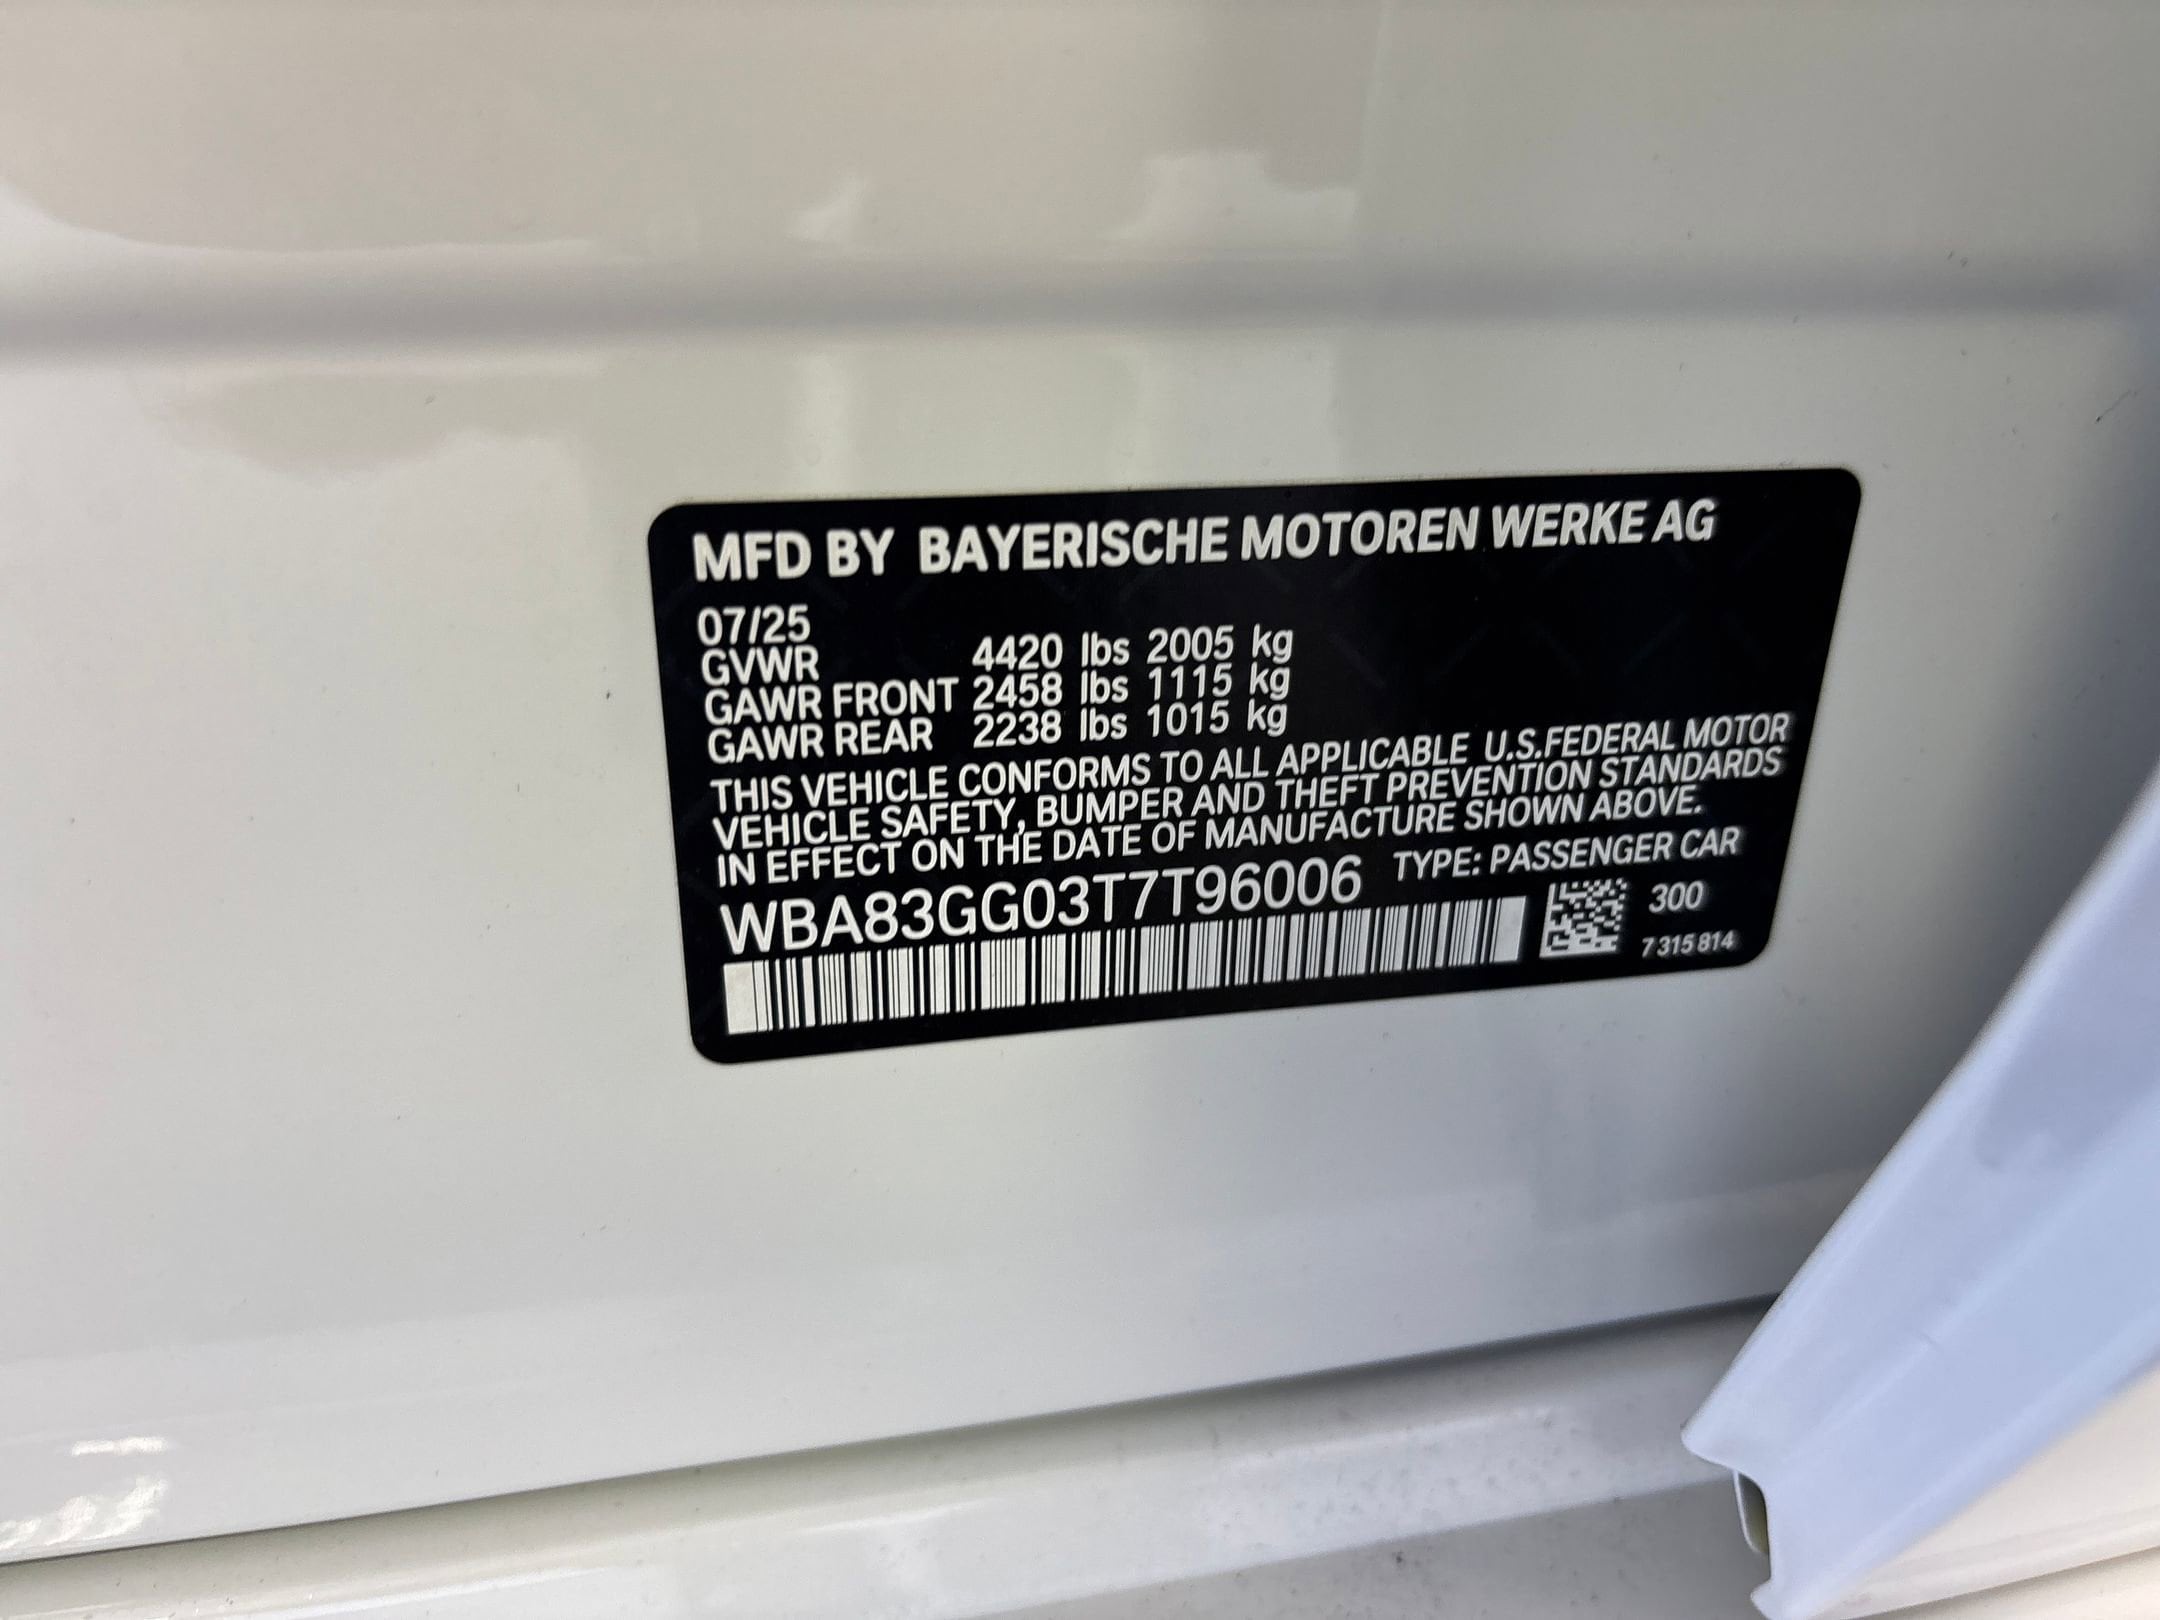 MFD BY BAYERISCHE MOTOREN WERKE AG
07/25
GVWR 4420 lbs 2005 kg
GAWR FRONT 2458 lbs 1115 kg
GAWR REAR 2238 lbs 1015 kg
THIS VEHICLE CONFORMS TO ALL APPLICABLE U.S.FEDERAL MOTOR
VEHICLE SAFETY, BUMPER AND THEFT PREVENTION STANDARDS
IN EFFECT ON THE DATE OF MANUFACTURE SHOWN ABOVE.
WBA83GG03T7T96006 TYPE: PASSENGER CAR
300
7 315 814